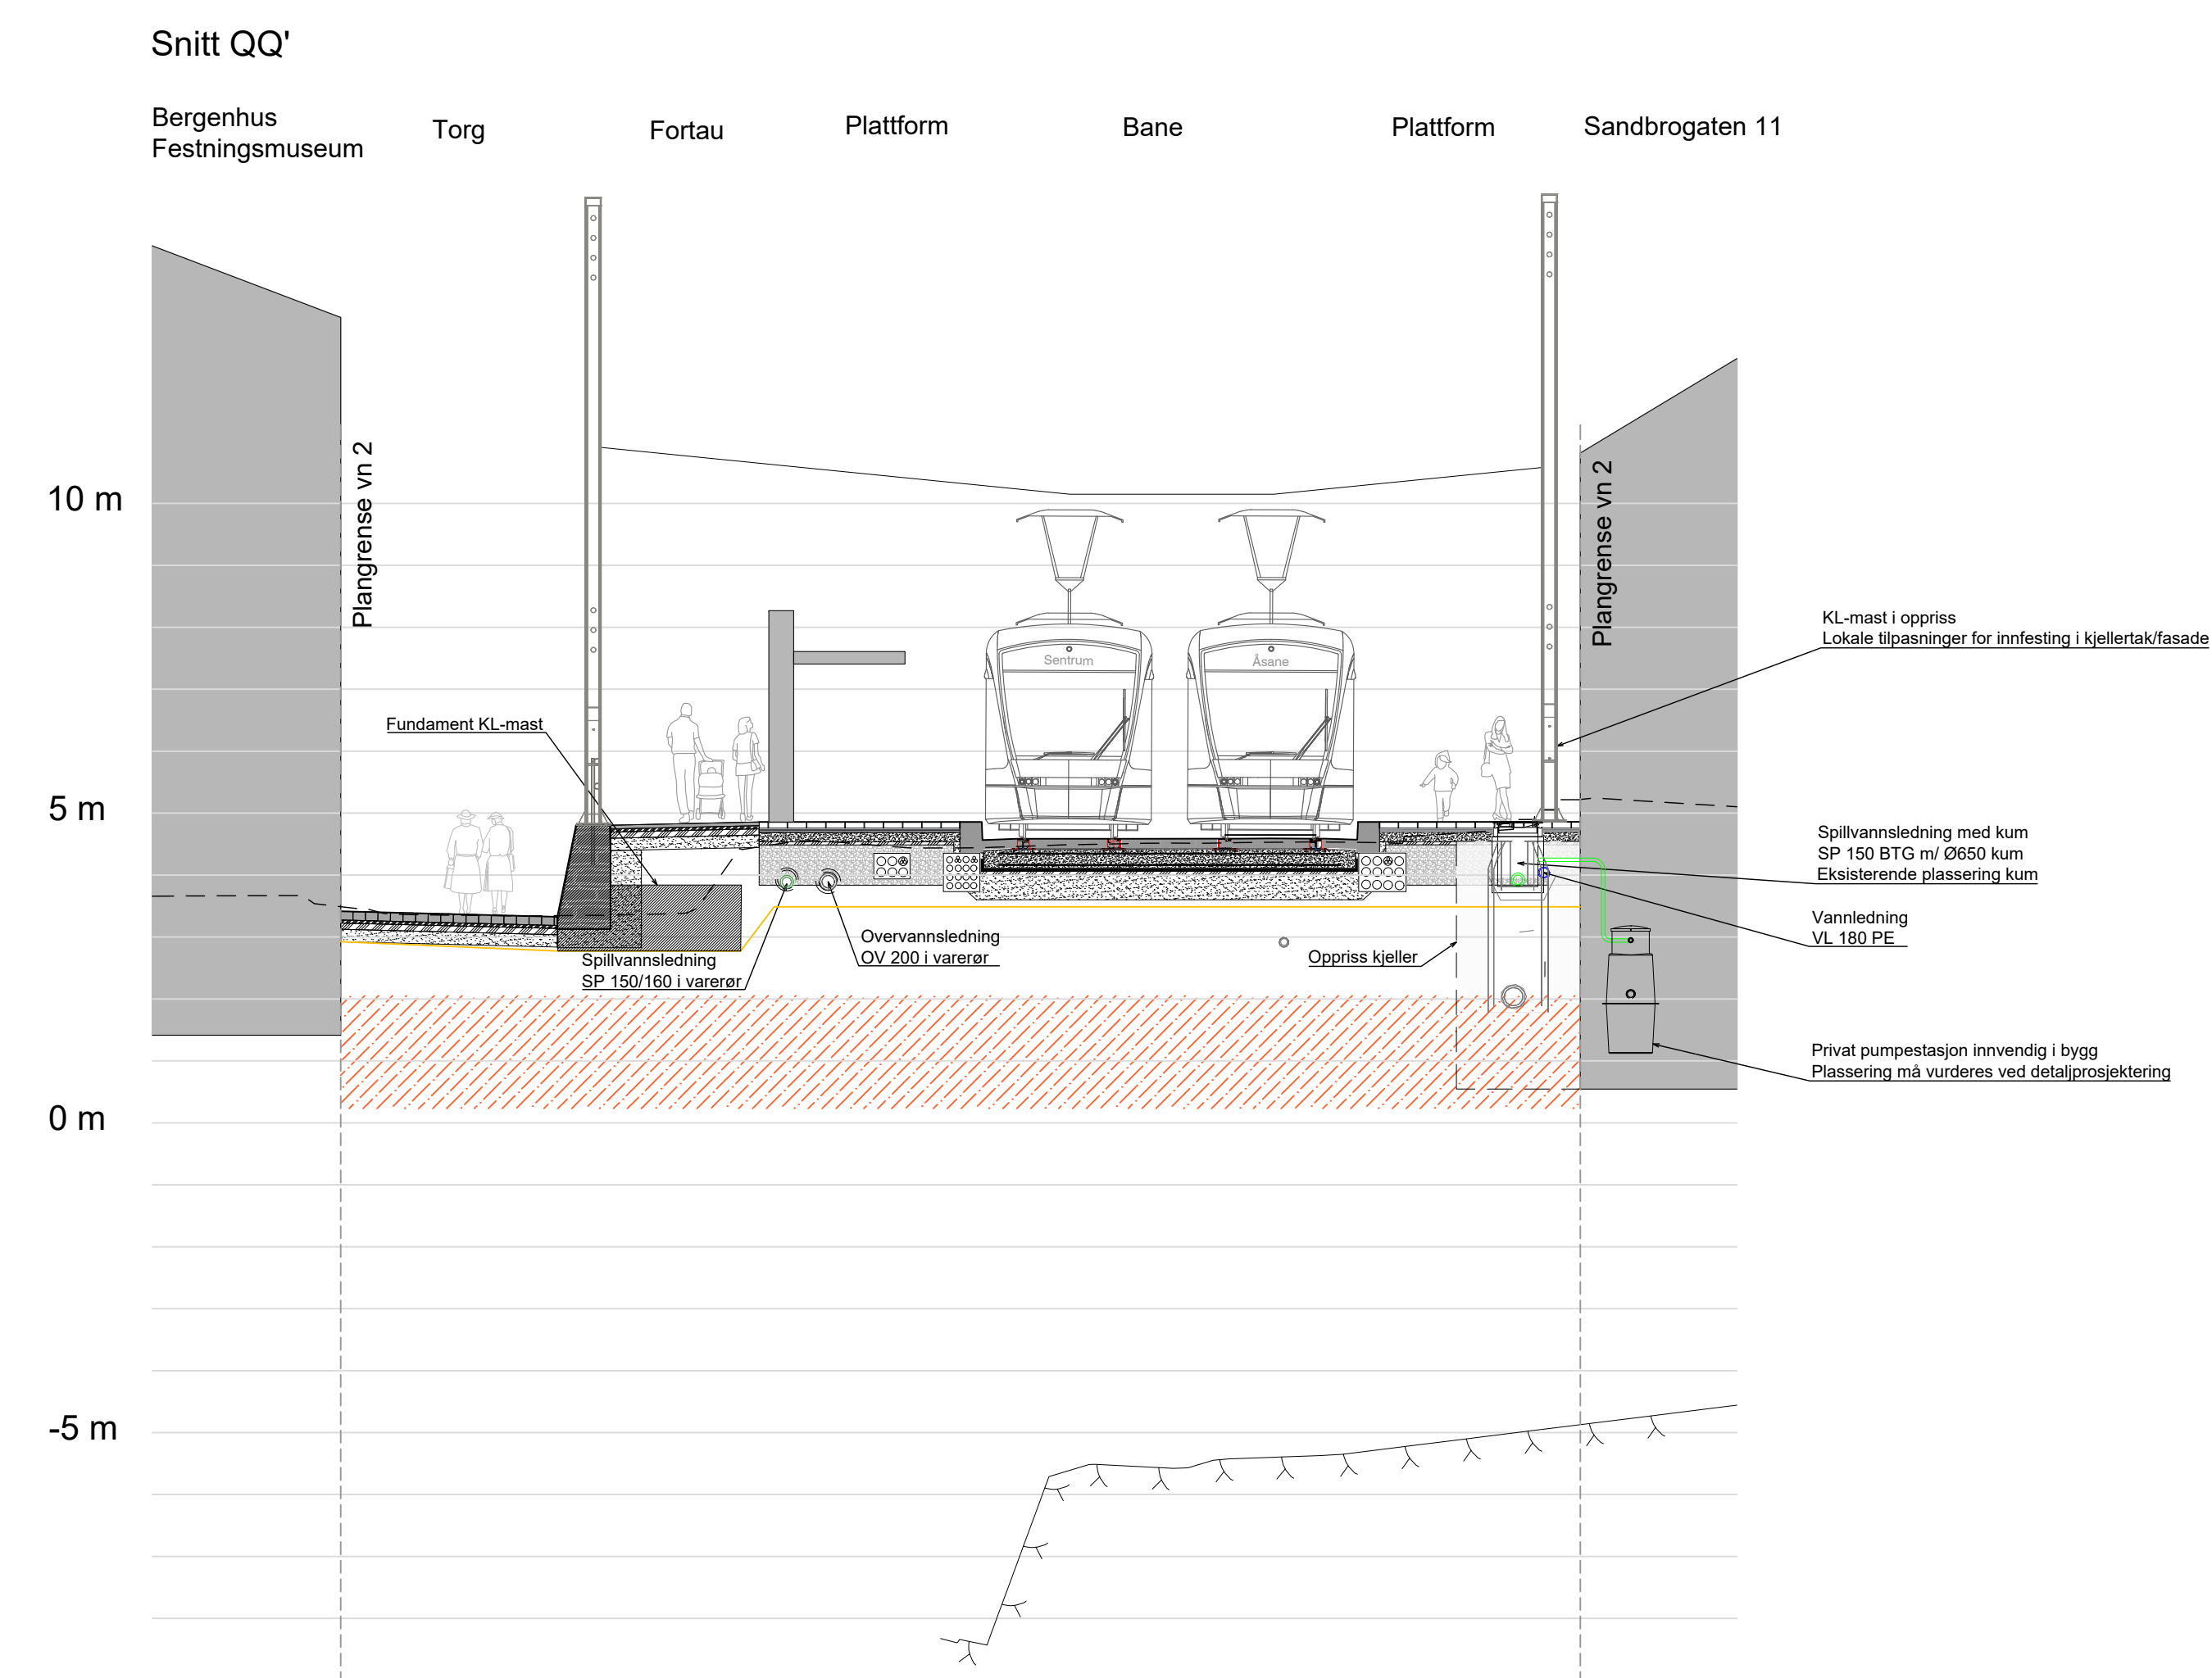 Snitt QQ'
Bergenhus
Festningsmuseum
Torg
Fortau
Plattform
Bane
Plattform
Sandbrogaten 11
Plangrense vn 2
Plangrense vn 2
10 m
5 m
0 m
-5 m
Sentrum
Åsane
KL-mast i oppriss
Lokale tilpasninger for innfesting i kjellertak/fasade
Fundament KL-mast
Spillvannsledning med kum
SP 150 BTG m/ Ø650 kum
Eksisterende plassering kum
Vannledning
VL 180 PE
Overvannsledning
OV 200 i varerør
Spillvannsledning
SP 150/160 i varerør
Oppriss kjeller
Privat pumpestasjon innvendig i bygg
Plassering må vurderes ved detaljprosjektering